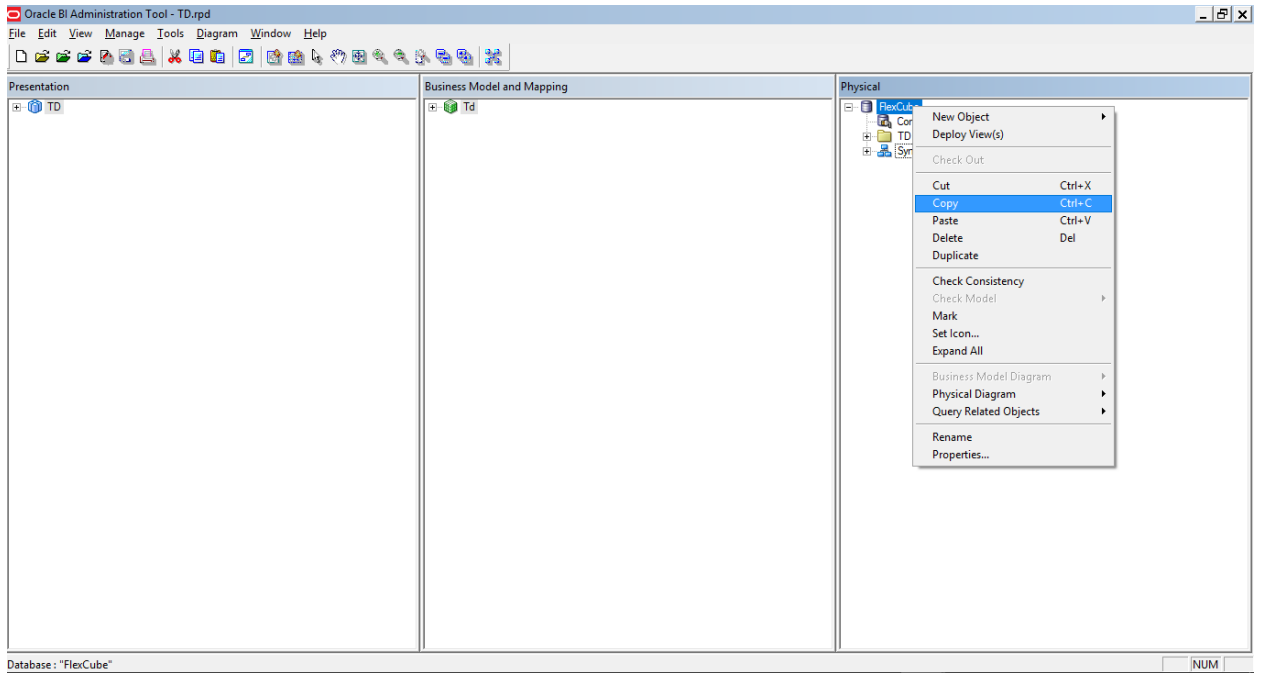 Oracle BI Administration Tool - TD.rpd
File Edit View Manage Tools Diagram Window Help
Presentation
TD
Business Model and Mapping
Td
Physical
FlexCube
TD
New Object
Deploy View(s)
Check Out
Cut Ctrl+X
Copy Ctrl+C
Paste Ctrl+V
Delete Del
Duplicate
Check Consistency
Check Model
Mark
Set Icon...
Expand All
Business Model Diagram
Physical Diagram
Query Related Objects
Rename
Properties...
Database : "FlexCube"
NUM